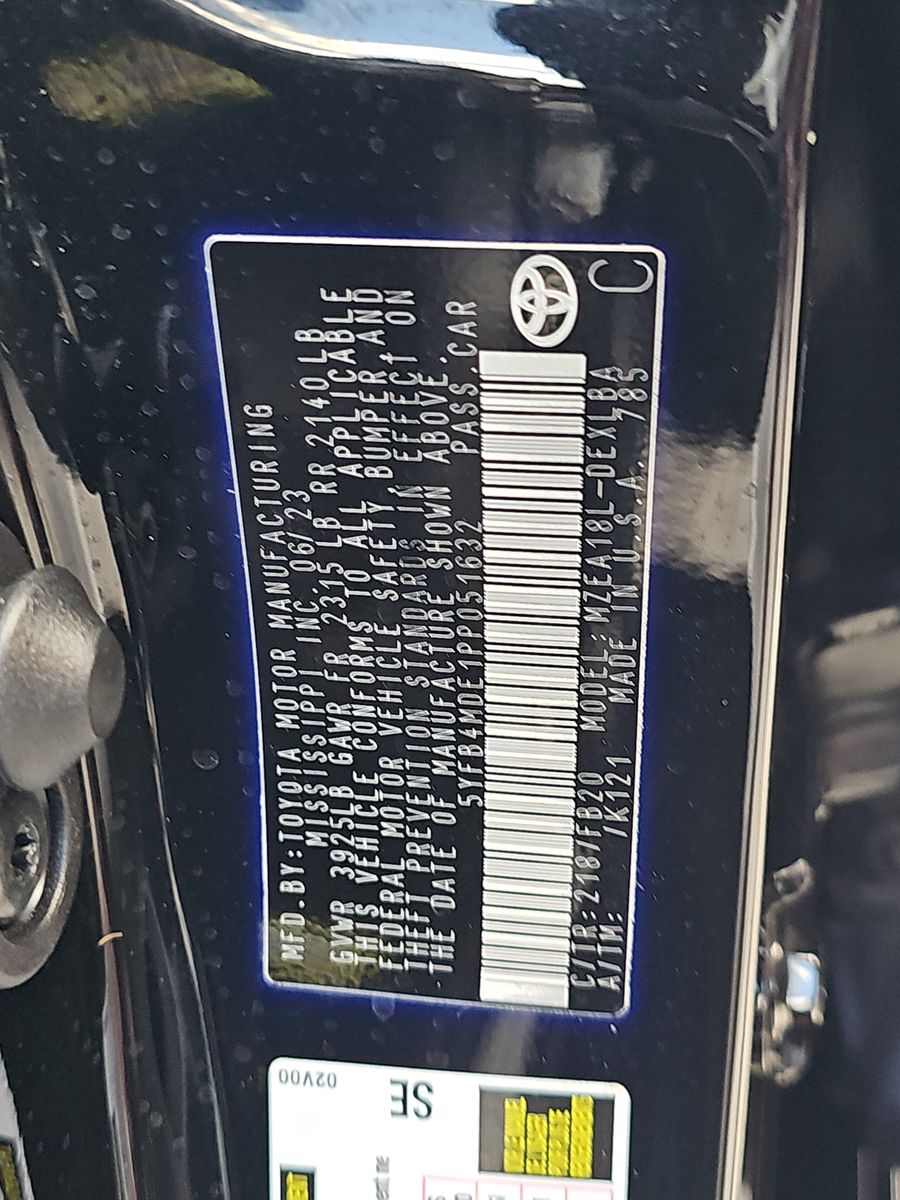 MFD.BY:TOYOTA MOTOR MANUFACTURING
MISSISSIPPI INC. 06/23
GVWR 3925LB GAWR FR 2315 LB RR 2140LB
THIS VEHICLE CONFORMS TO ALL APPLICABLE
FEDERAL MOTOR VEHICLE SAFETY, BUMPER, AND
THEFT PREVENTION STANDARDS IN EFFECT ON
THE DATE OF MANUFACTURE SHOWN ABOVE.
5YFB4MDE1PP051632 PASS.CAR
C/TR:218/FB20 MODEL:MZEA18L-DEXLBA
A/TM: /K121 MADE IN U.S.A. 785
C
02V00
SE